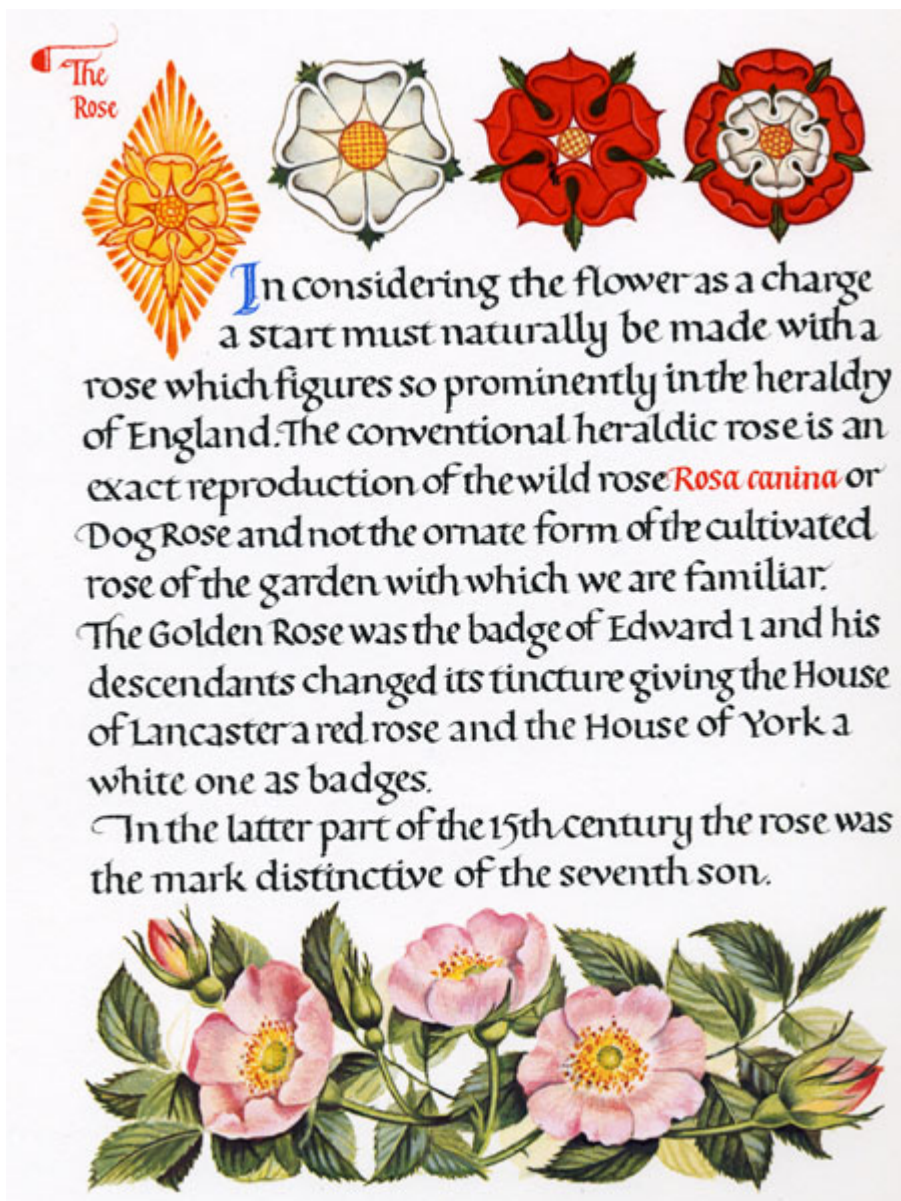 The
Rose
In considering the flower as a charge
a start must naturally be made with a
rose which figures so prominently in the heraldry
of England. The conventional heraldic rose is an
exact reproduction of the wild rose Rosa canina or
Dog Rose and not the ornate form of the cultivated
rose of the garden with which we are familiar.
The Golden Rose was the badge of Edward 1 and his
descendants changed its tincture giving the House
of Lancaster a red rose and the House of York a
white one as badges.
In the latter part of the 15th century the rose was
the mark distinctive of the seventh son.